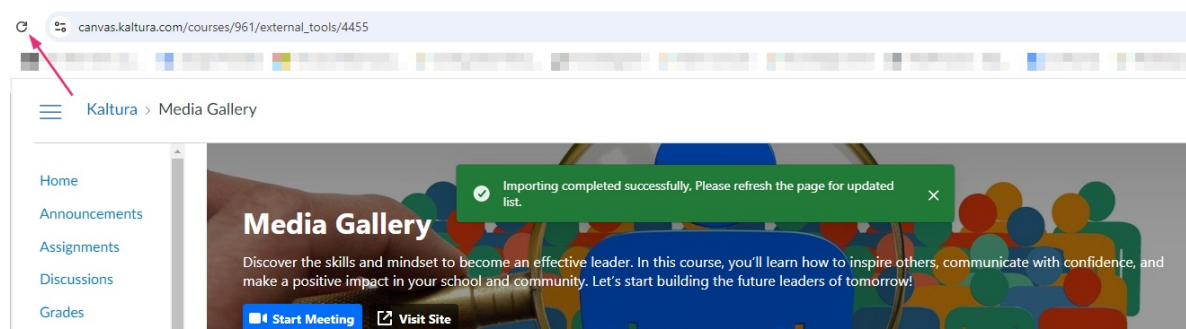 canvas.kaltura.com/courses/961/external_tools/4455
Kaltura > Media Gallery
Home
Announcements
Assignments
Discussions
Grades
Importing completed successfully, Please refresh the page for updated
list.
Media Gallery
Discover the skills and mindset to become an effective leader. In this course, you'll learn how to inspire others, communicate with confidence, and
make a positive impact in your school and community. Let's start building the future leaders of tomorrow!
Start Meeting
Visit Site